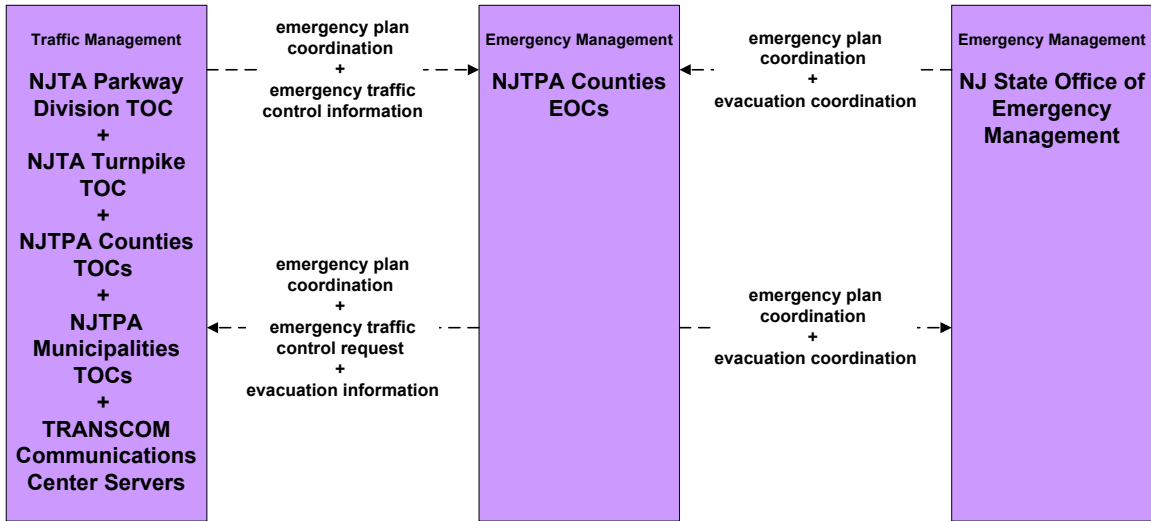 Traffic Management
NJTA Parkway
Division TOC
+
NJTA Turnpike
TOC
+
NJTPA Counties
TOCs
+
NJTPA
Municipalities
TOCs
+
TRANSCOM
Communications
Center Servers
emergency plan
coordination
+
emergency traffic
control information
emergency plan
coordination
+
emergency traffic
control request
+
evacuation information
Emergency Management
NJTPA Counties
EOCs
emergency plan
coordination
+
evacuation coordination
emergency plan
coordination
+
evacuation coordination
Emergency Management
NJ State Office of
Emergency
Management